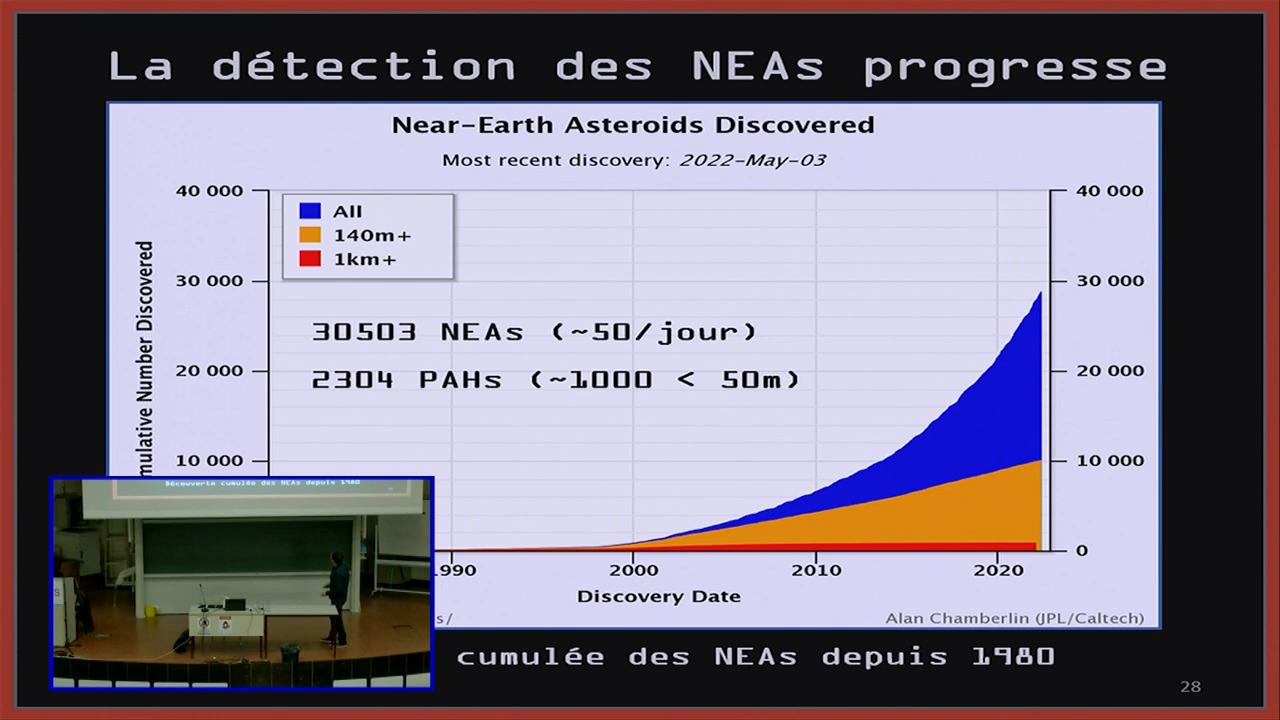 La détection des NEAs progresse
Near-Earth Asteroids Discovered
Most recent discovery: 2022-May-03
40 000
40 000
All
140m+
1km+
30 000
30 000
30503 NEAs (~50/jour)
2304 PAHs (~1000 < 50m)
20 000
20 000
10 000
10 000
Number Discovered
0
2000
2010
2020
Discovery Date
s/
Alan Chamberlin (JPL/Caltech)
Découverte cumulée des NEAs depuis 1980
cumulée des NEAs depuis 1980
28